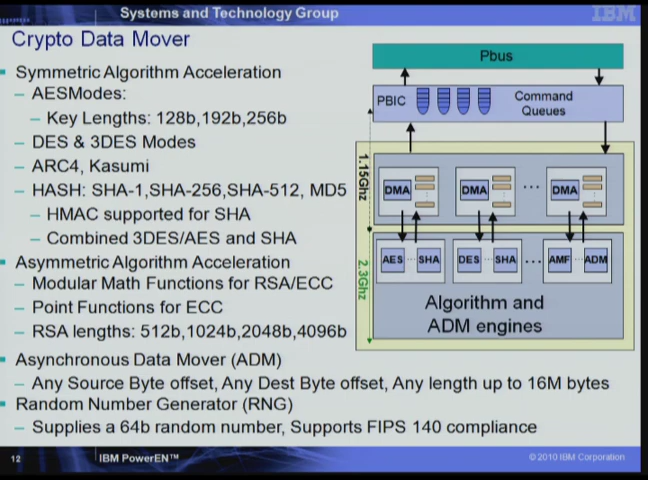 Systems and Technology Group
IBM
Crypto Data Mover
Symmetric Algorithm Acceleration
– AESModes:
– Key Lengths: 128b,192b,256b
– DES & 3DES Modes
– ARC4, Kasumi
– HASH: SHA-1,SHA-256,SHA-512, MD5
– HMAC supported for SHA
– Combined 3DES/AES and SHA
Asymmetric Algorithm Acceleration
– Modular Math Functions for RSA/ECC
– Point Functions for ECC
– RSA lengths: 512b,1024b,2048b,4096b
Asynchronous Data Mover (ADM)
– Any Source Byte offset, Any Dest Byte offset, Any length up to 16M bytes
Random Number Generator (RNG)
– Supplies a 64b random number, Supports FIPS 140 compliance
Pbus
PBIC
Command
Queues
1.15Ghz
DMA DMA ... DMA
2.3Ghz
AES ... SHA DES ... SHA ... AMF ... ADM
Algorithm and
ADM engines
12 IBM PowerEN™ © 2010 IBM Corporation